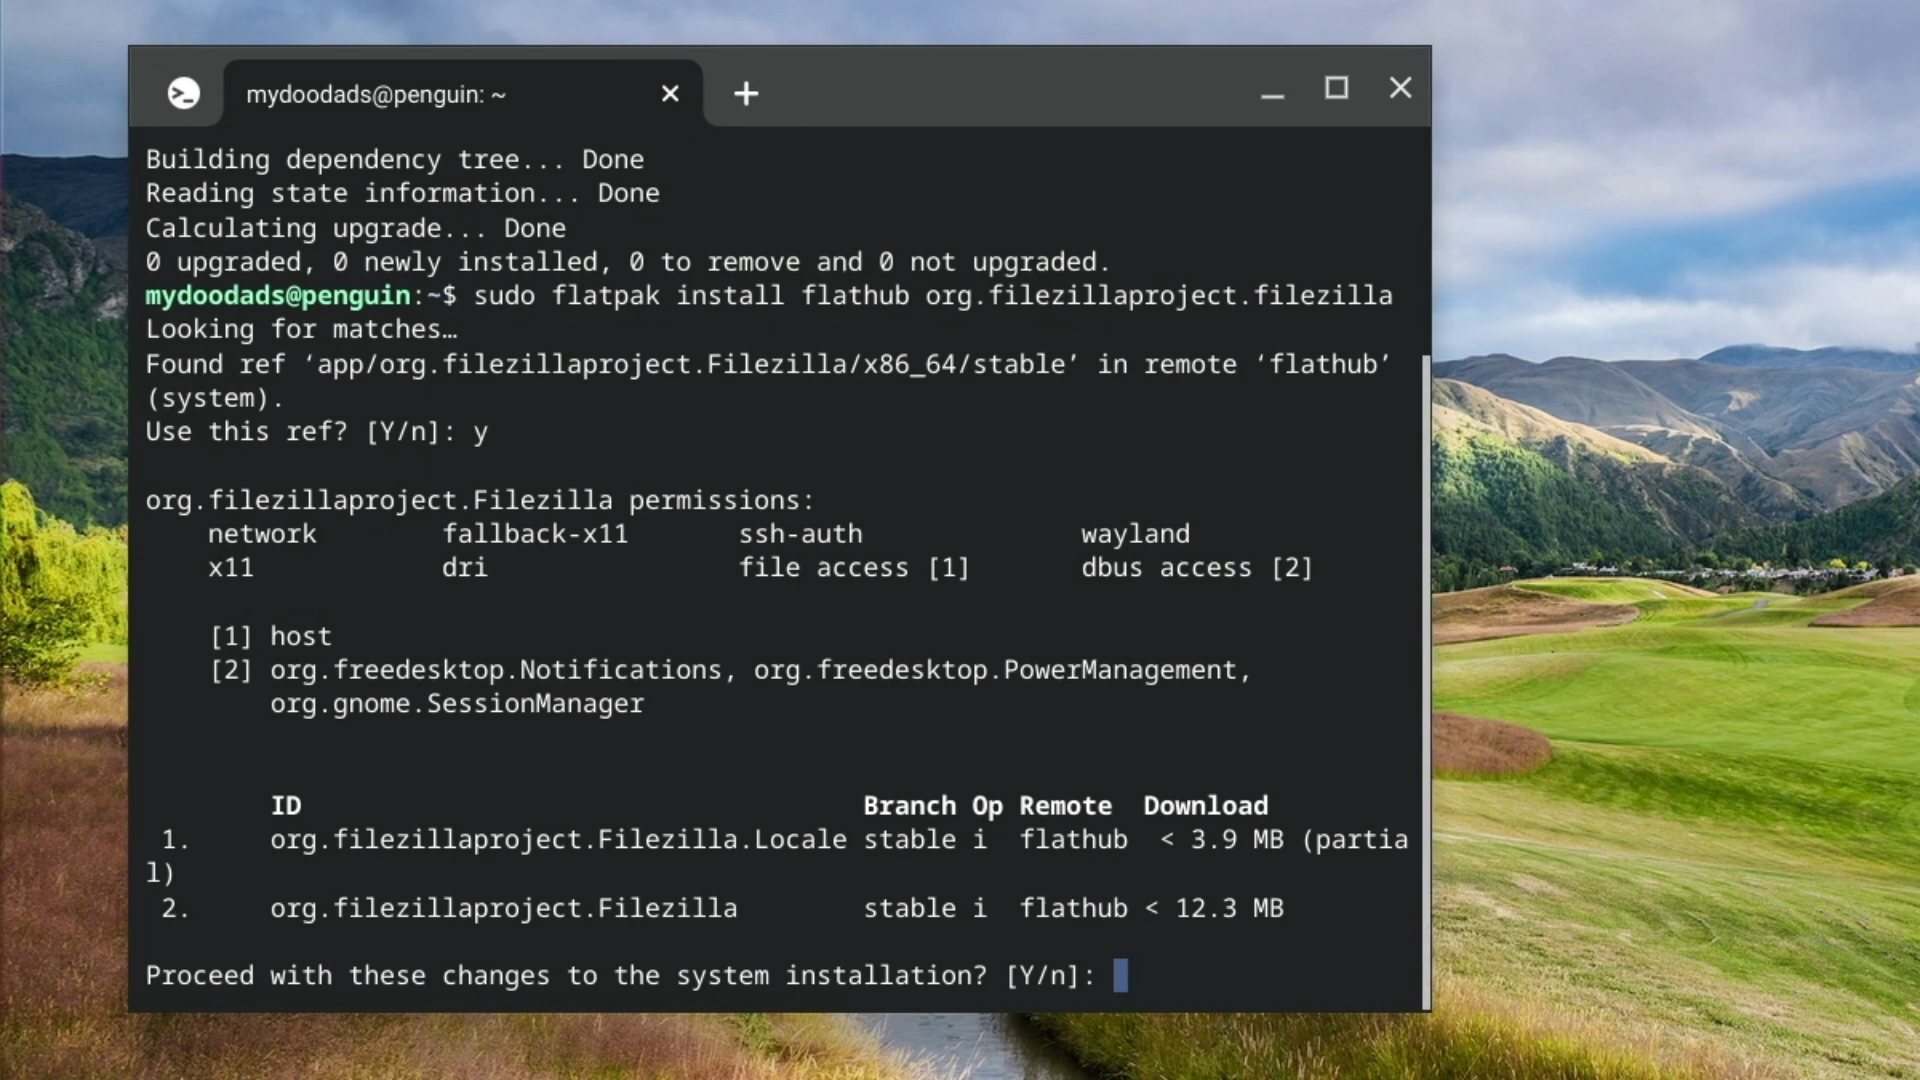 mydoodads@penguin: ~
Building dependency tree... Done
Reading state information... Done
Calculating upgrade... Done
0 upgraded, 0 newly installed, 0 to remove and 0 not upgraded.
mydoodads@penguin:~$ sudo flatpak install flathub org.filezillaproject.filezilla
Looking for matches…
Found ref ‘app/org.filezillaproject.Filezilla/x86_64/stable’ in remote ‘flathub’
(system).
Use this ref? [Y/n]: y
org.filezillaproject.Filezilla permissions:
network fallback-x11 ssh-auth wayland
x11 dri file access [1] dbus access [2]
[1] host
[2] org.freedesktop.Notifications, org.freedesktop.PowerManagement,
org.gnome.SessionManager
ID Branch Op Remote Download
1. org.filezillaproject.Filezilla.Locale stable i flathub < 3.9 MB (partia
l)
2. org.filezillaproject.Filezilla stable i flathub < 12.3 MB
Proceed with these changes to the system installation? [Y/n]: